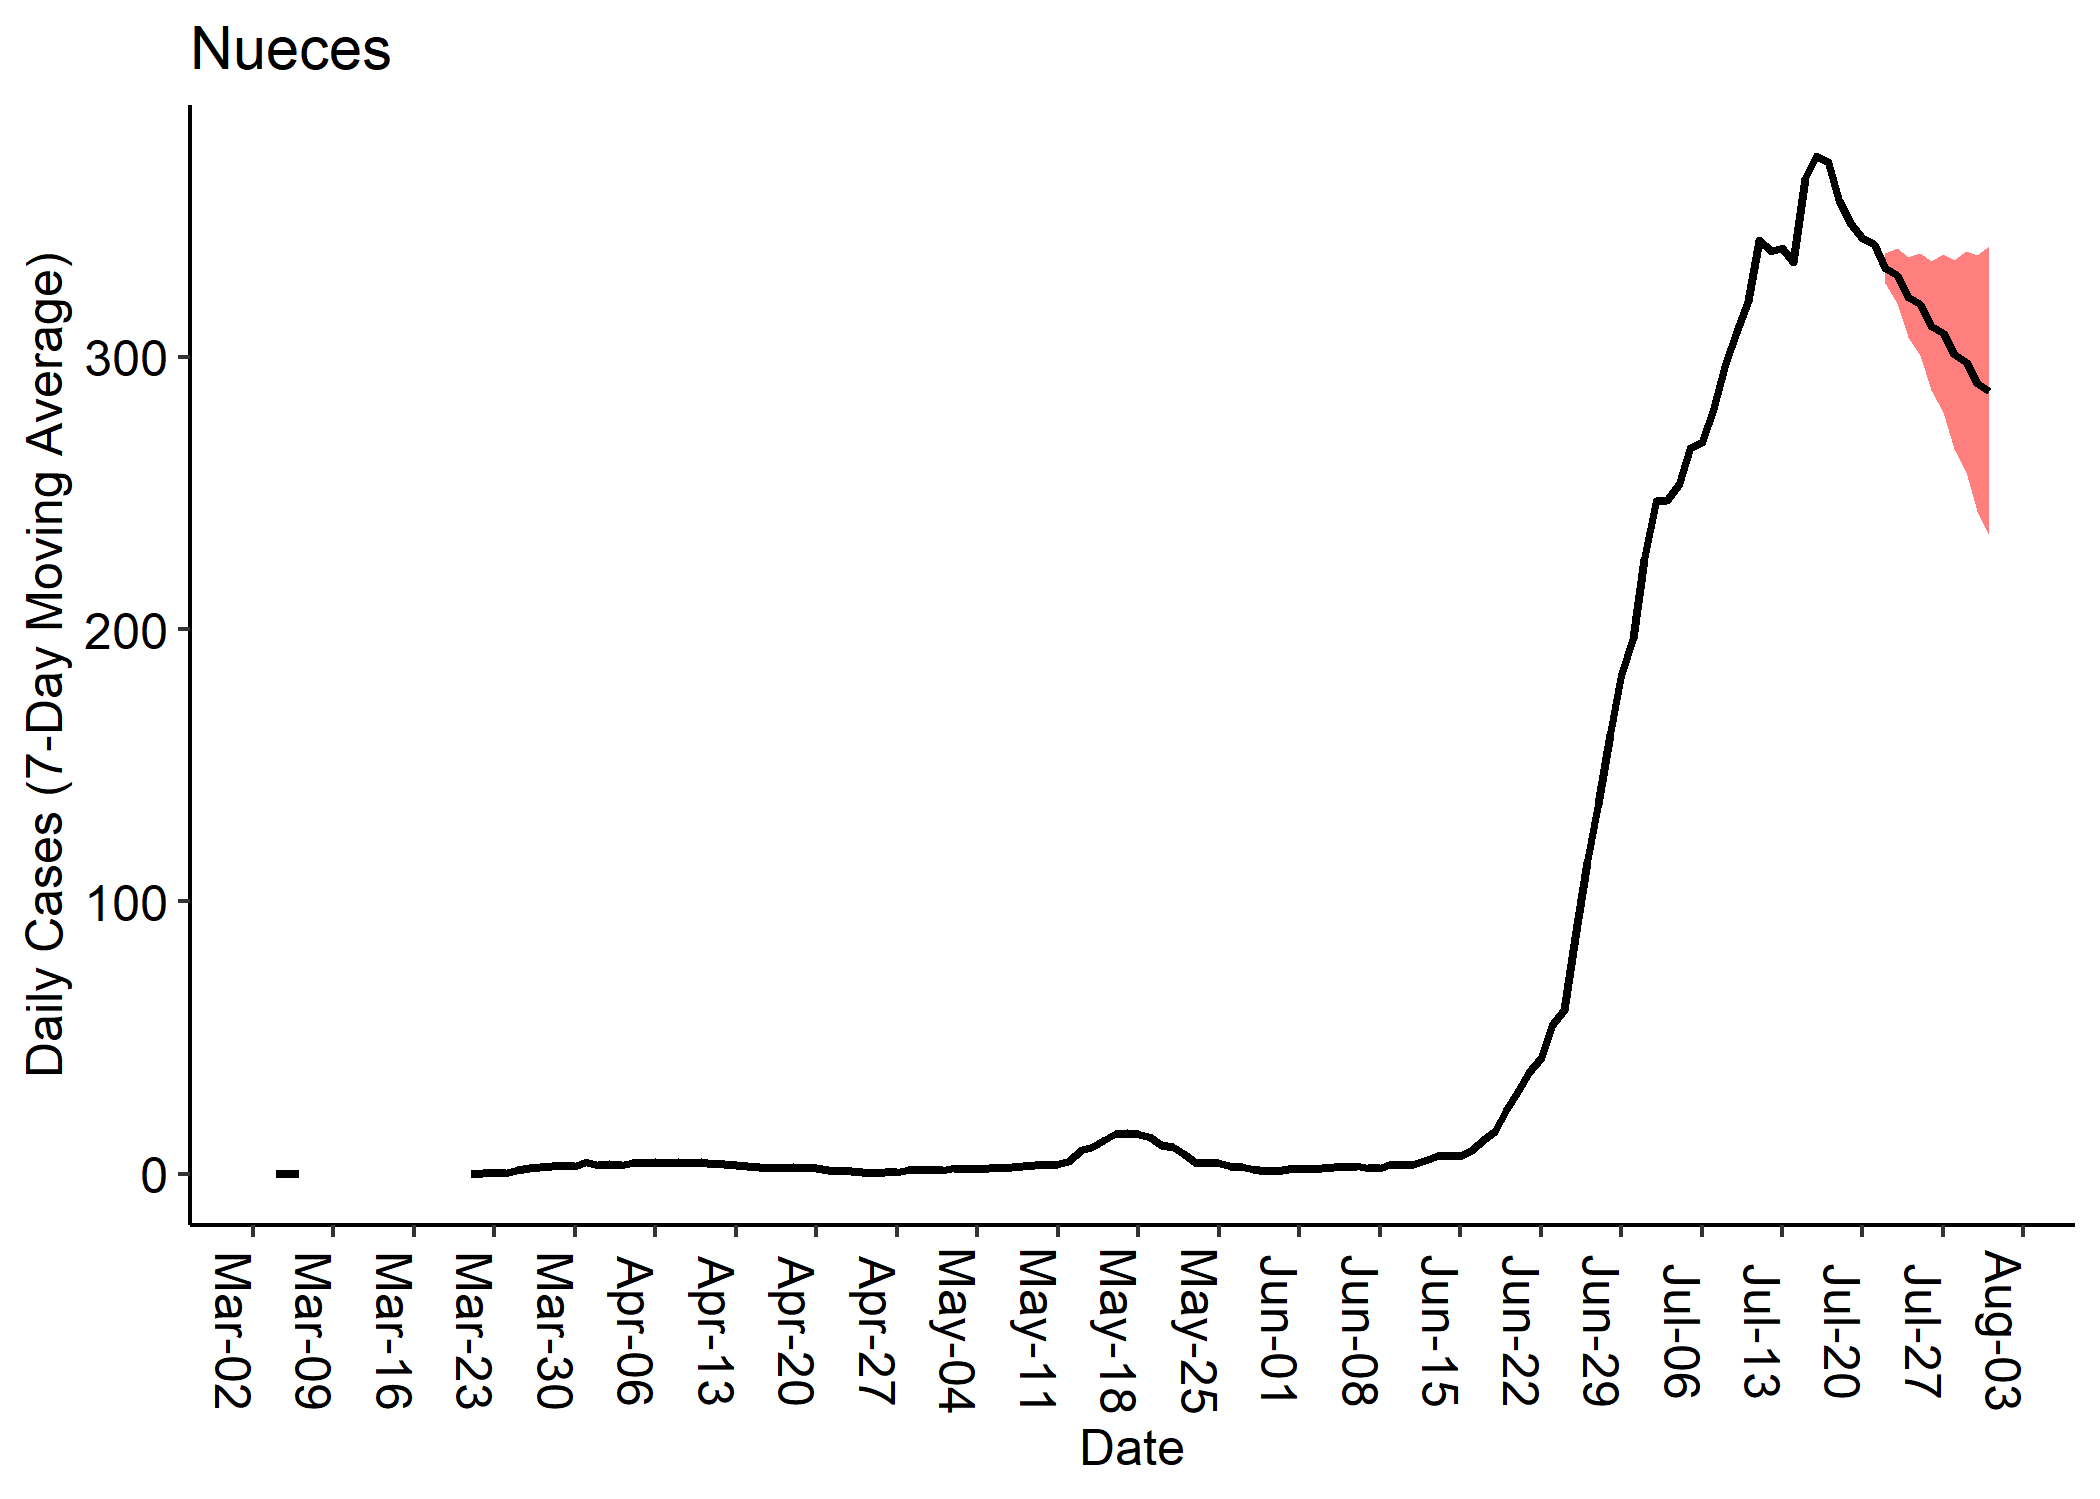 Nueces
Daily Cases (7-Day Moving Average)
300
200
100
0
Mar-02
Mar-09
Mar-16
Mar-23
Mar-30
Apr-06
Apr-13
Apr-20
Apr-27
May-04
May-11
May-18
May-25
Jun-01
Jun-08
Jun-15
Jun-22
Jun-29
Jul-06
Jul-13
Jul-20
Jul-27
Aug-03
Date